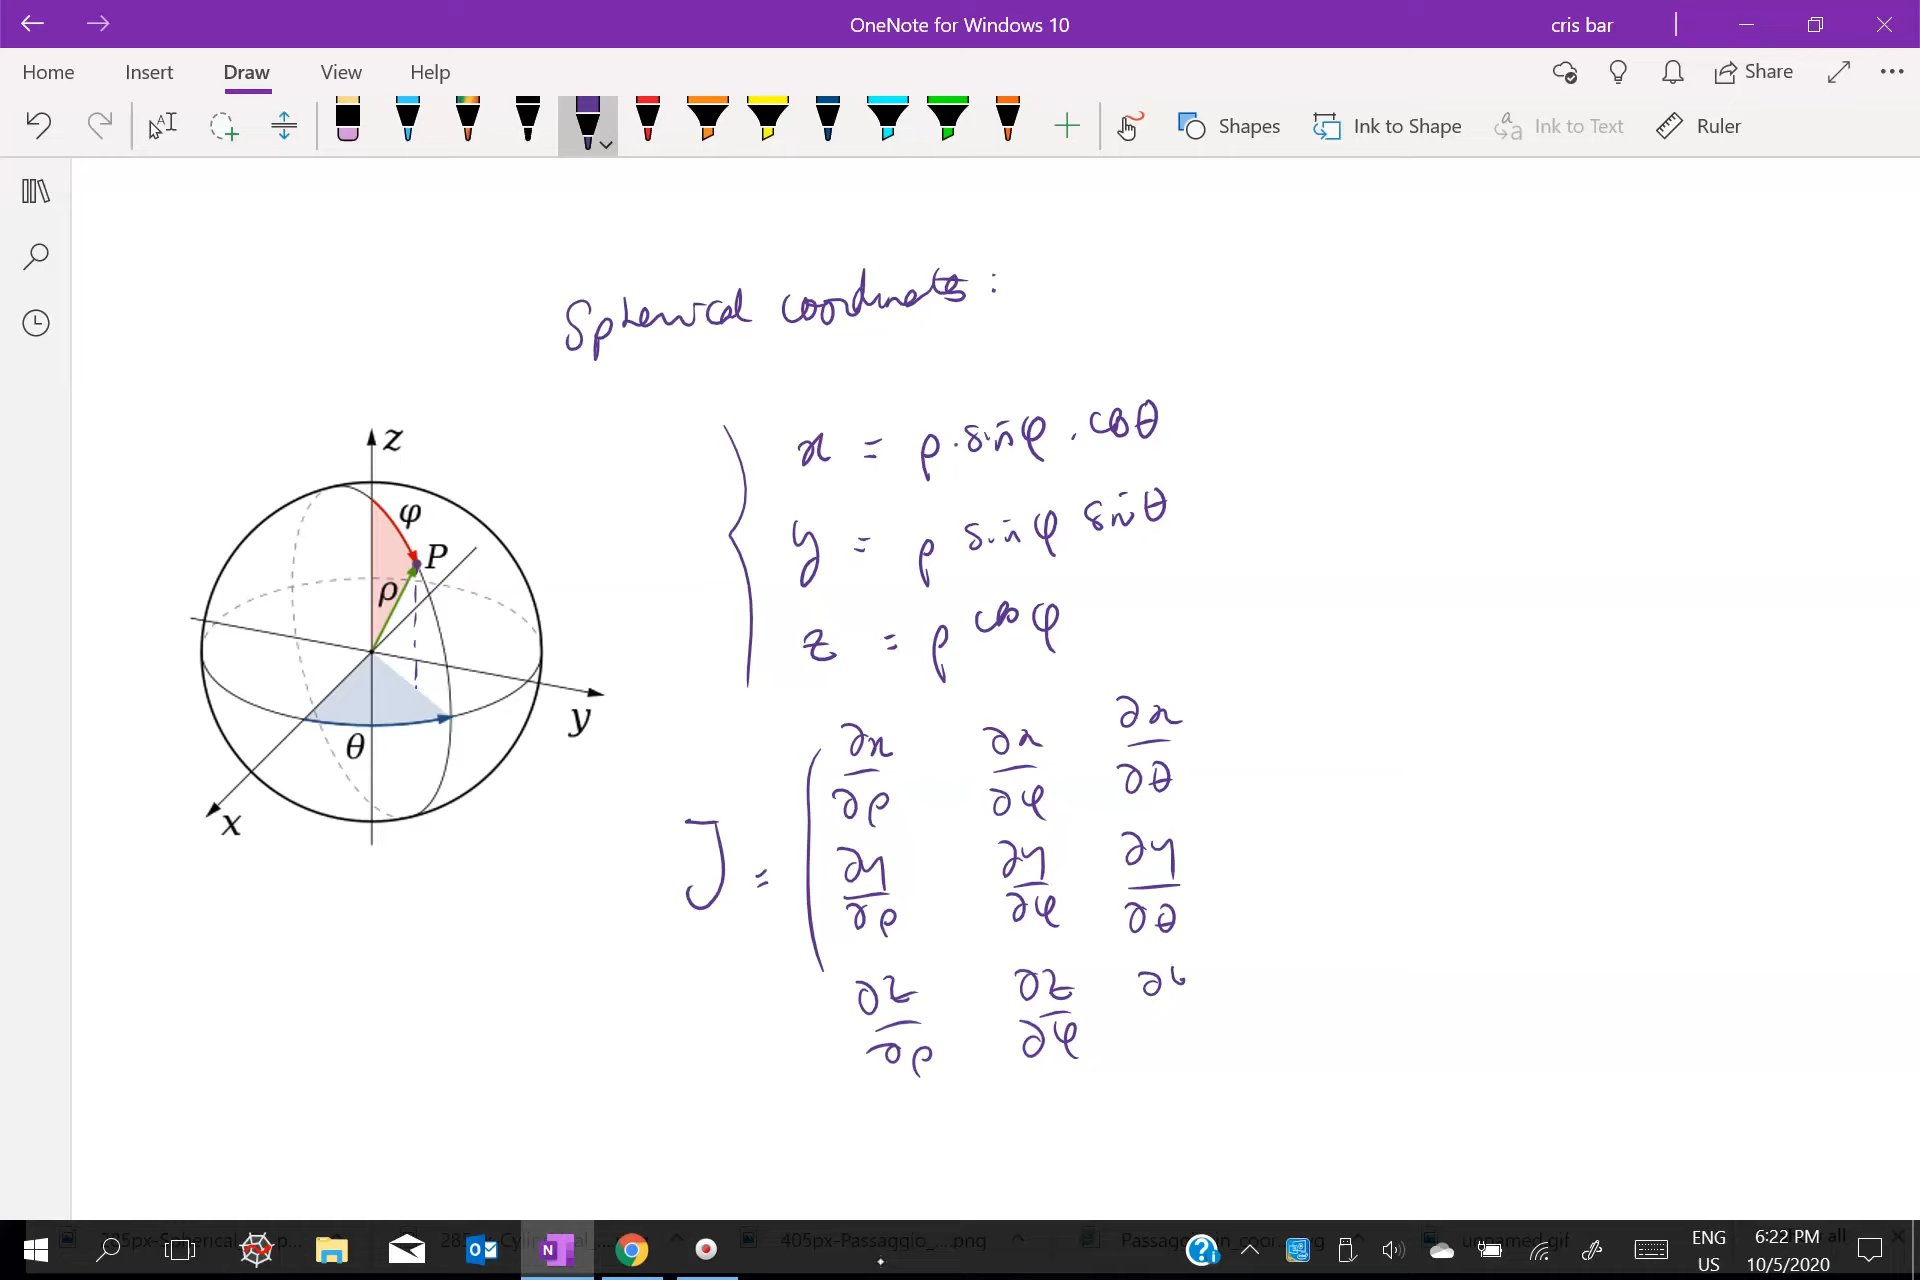 OneNote for Windows 10
cris bar
Home Insert Draw View Help
Share
Shapes Ink to Shape Ink to Text Ruler
Spherical coordinates:
x = ρ · sin φ · cos θ
y = ρ sin φ sin θ
z = ρ cos φ
z
φ
P
ρ
y
θ
x
J = ( ∂x/∂ρ ∂x/∂φ ∂x/∂θ
∂y/∂ρ ∂y/∂φ ∂y/∂θ
∂z/∂ρ ∂z/∂φ ∂
ENG
US
6:22 PM
10/5/2020